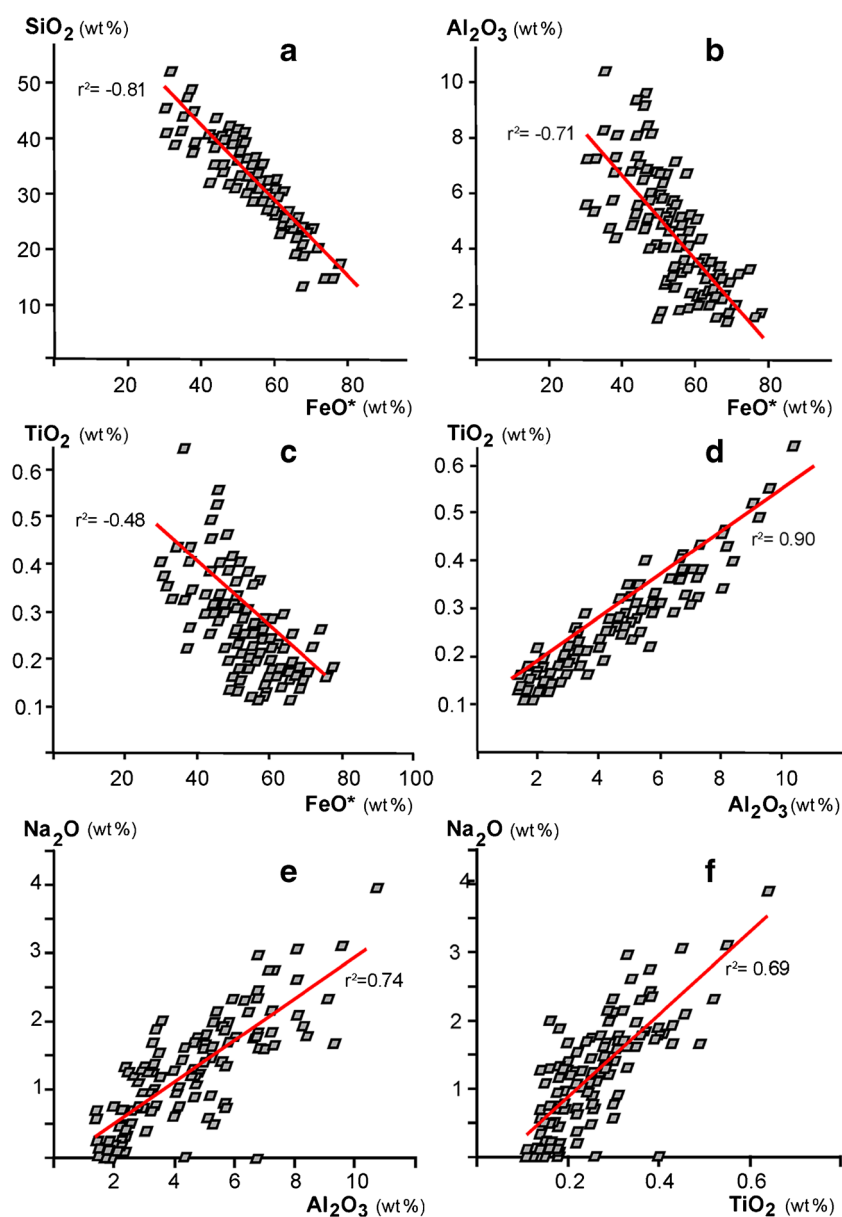 SiO₂ (wt%)
a
r²= -0.81
50
40
30
20
10
20 40 60 80
FeO* (wt%)
Al₂O₃ (wt%)
b
r²= -0.71
10
8
6
4
2
20 40 60 80
FeO* (wt%)
TiO₂ (wt%)
c
r²= -0.48
0.6
0.5
0.4
0.3
0.2
0.1
20 40 60 80 100
FeO* (wt%)
TiO₂ (wt%)
d
r²= 0.90
0.6
0.5
0.4
0.3
0.2
0.1
2 4 6 8 10
Al₂O₃ (wt%)
Na₂O (wt%)
e
r²=0.74
4
3
2
1
2 4 6 8 10
Al₂O₃ (wt%)
Na₂O (wt%)
f
r²= 0.69
4
3
2
1
0.2 0.4 0.6
TiO₂ (wt%)